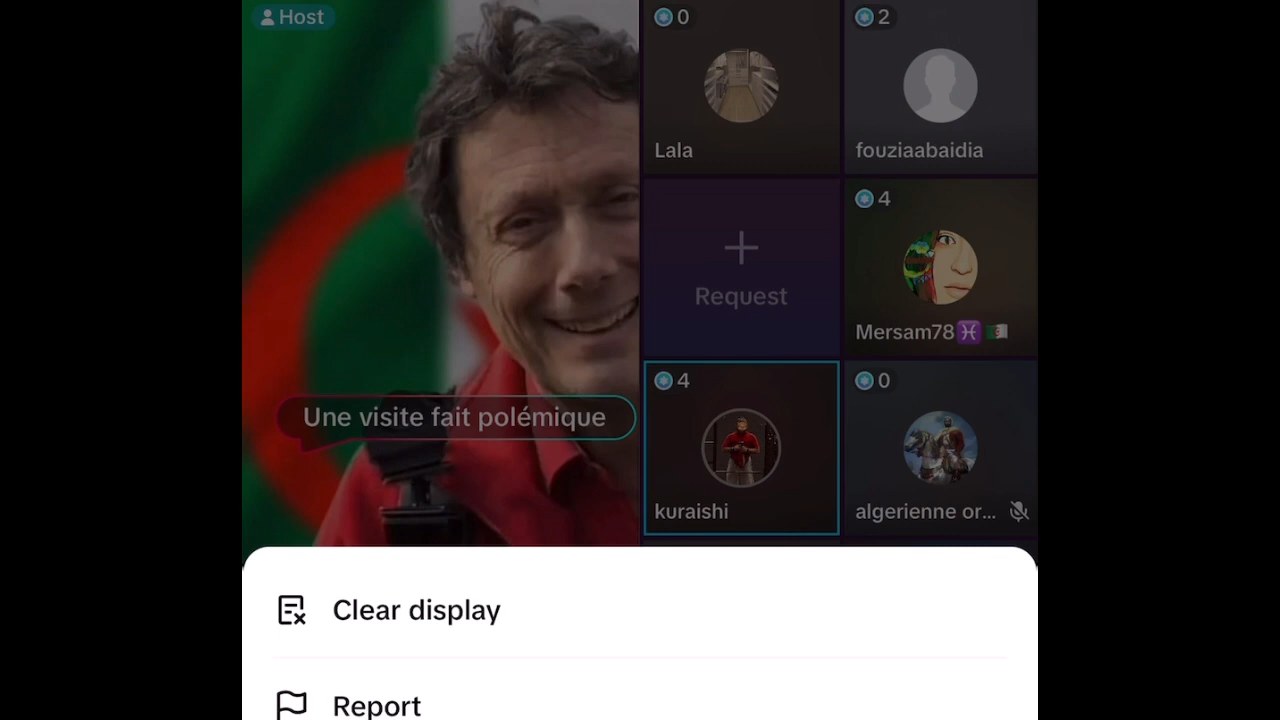 Host
0
2
Lala
fouziaabaidia
4
Request
Mersam78
Une visite fait polémique
4
0
kuraishi
algerienne or...
Clear display
Report